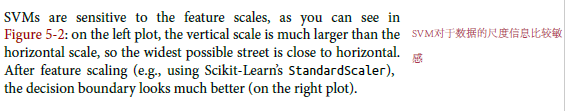 SVMs are sensitive to the feature scales, as you can see in
Figure 5-2: on the left plot, the vertical scale is much larger than the
horizontal scale, so the widest possible street is close to horizontal.
After feature scaling (e.g., using Scikit-Learn’s StandardScaler),
the decision boundary looks much better (on the right plot).
SVM对于数据的尺度信息比较敏
感